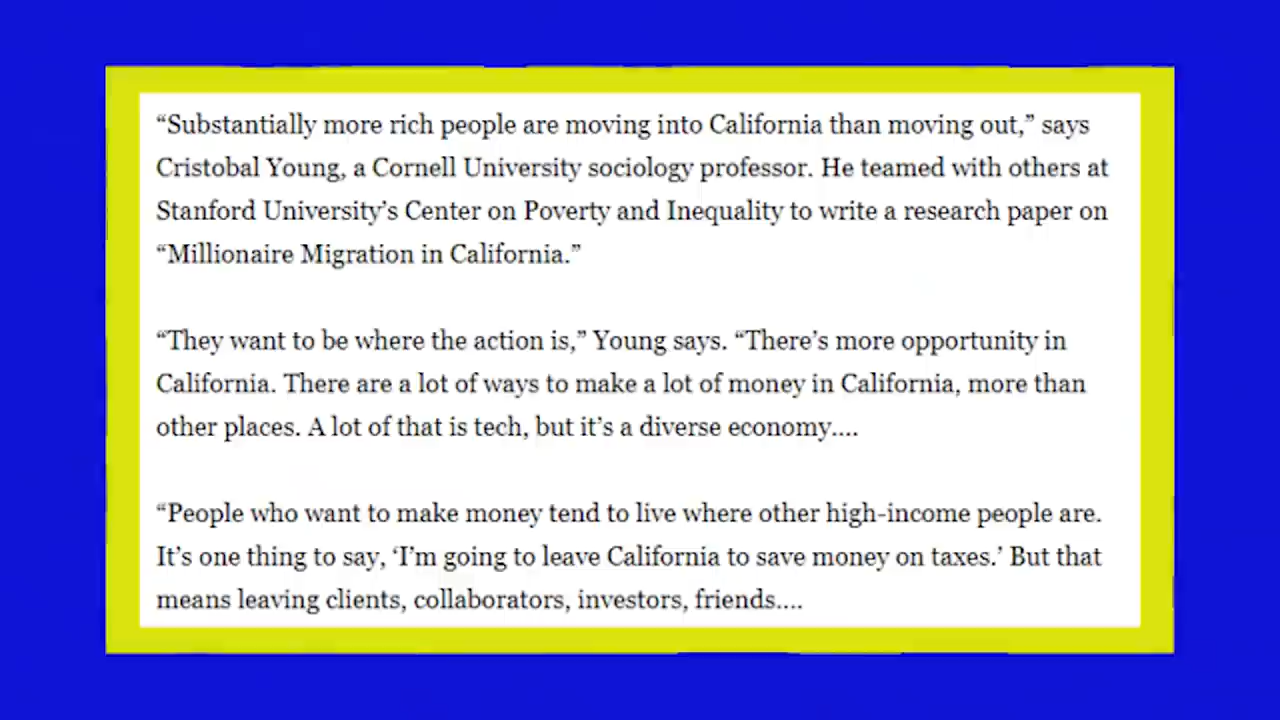 “Substantially more rich people are moving into California than moving out,” says
Cristobal Young, a Cornell University sociology professor. He teamed with others at
Stanford University’s Center on Poverty and Inequality to write a research paper on
“Millionaire Migration in California.”
“They want to be where the action is,” Young says. “There’s more opportunity in
California. There are a lot of ways to make a lot of money in California, more than
other places. A lot of that is tech, but it’s a diverse economy....
“People who want to make money tend to live where other high-income people are.
It’s one thing to say, ‘I’m going to leave California to save money on taxes.’ But that
means leaving clients, collaborators, investors, friends....